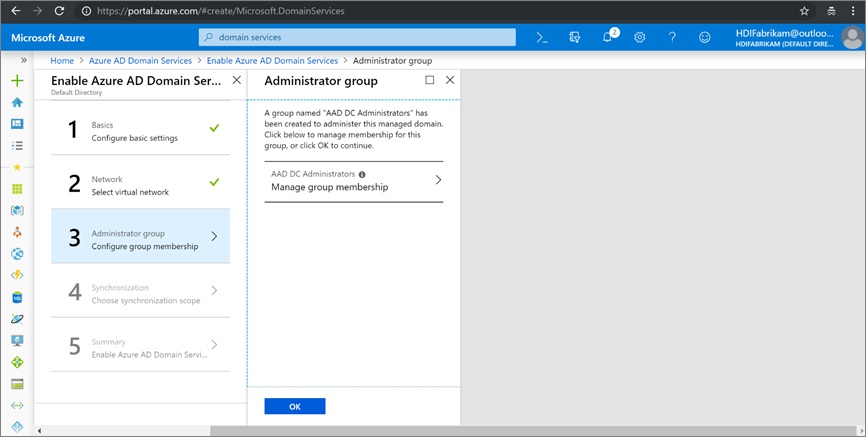 https://portal.azure.com/#create/Microsoft.DomainServices
Microsoft Azure
domain services
2
HDIFabrikam@outloo...
HDIFABRIKAM (DEFAULT DIRE...
Home > Azure AD Domain Services > Enable Azure AD Domain Services > Administrator group
Enable Azure AD Domain Ser...
Default Directory
1
Basics
Configure basic settings
2
Network
Select virtual network
3
Administrator group
Configure group membership
4
Synchronization
Choose synchronization scope
5
Summary
Enable Azure AD Domain Servi...
Administrator group
A group named "AAD DC Administrators" has
been created to administer this managed domain.
Click below to manage membership for this
group, or click OK to continue.
AAD DC Administrators
Manage group membership
OK